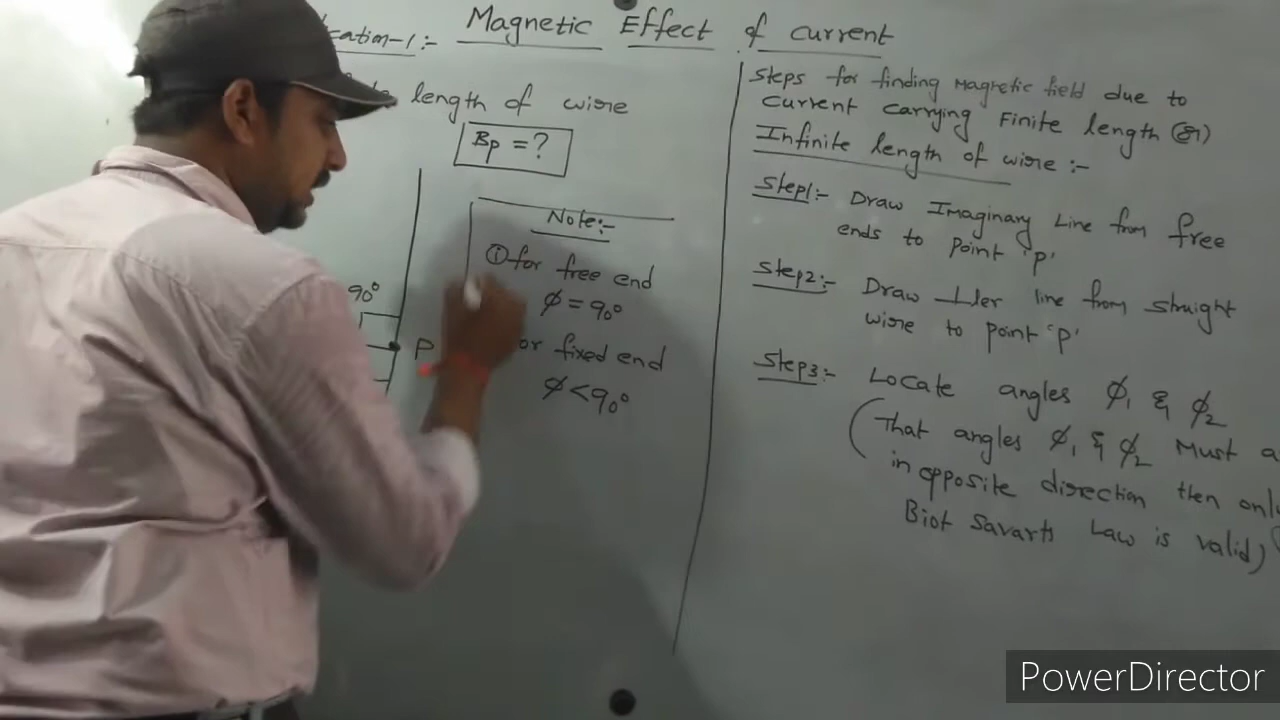 Magnetic Effect of current
length of wire
Bp = ?
90°
P
Note:-
① for free end
φ = 90°
or fixed end
φ < 90°
Steps for finding Magnetic field due to
current carrying Finite length (or)
Infinite length of wire :-
Step1:- Draw Imaginary Line from free
ends to point 'p'
Step2:- Draw ⊥ler line from straight
wire to point 'p'
Step3:- Locate angles φ₁ & φ₂
(That angles φ₁ & φ₂ Must a
in opposite direction then only
Biot Savarts Law is valid)
PowerDirector